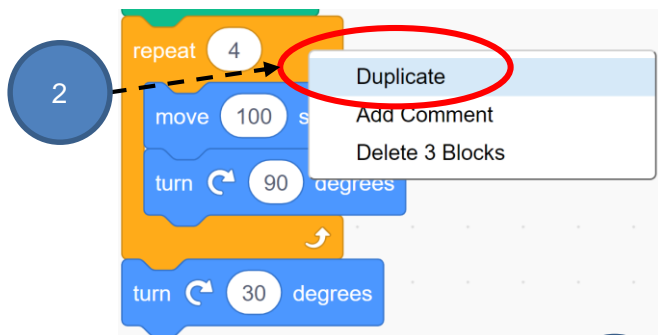 repeat 4
Duplicate
2
move 100 s
Add Comment
Delete 3 Blocks
turn 90 degrees
turn 30 degrees